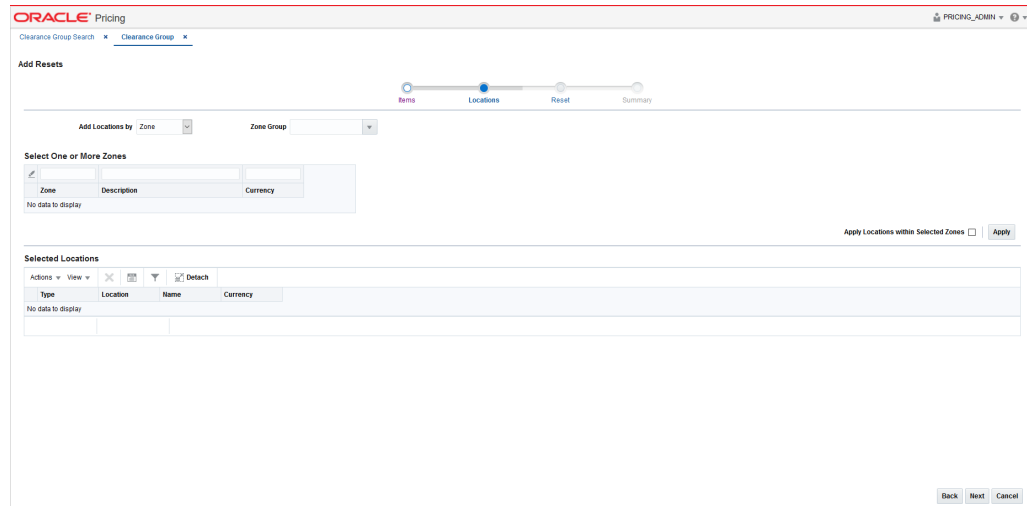 ORACLE® Pricing PRICING_ADMIN
Clearance Group Search × Clearance Group ×
Add Resets
Items Locations Reset Summary
Add Locations by Zone Zone Group
Select One or More Zones
Zone Description Currency
No data to display
Apply Locations within Selected Zones Apply
Selected Locations
Actions View Detach
Type Location Name Currency
No data to display
Back Next Cancel